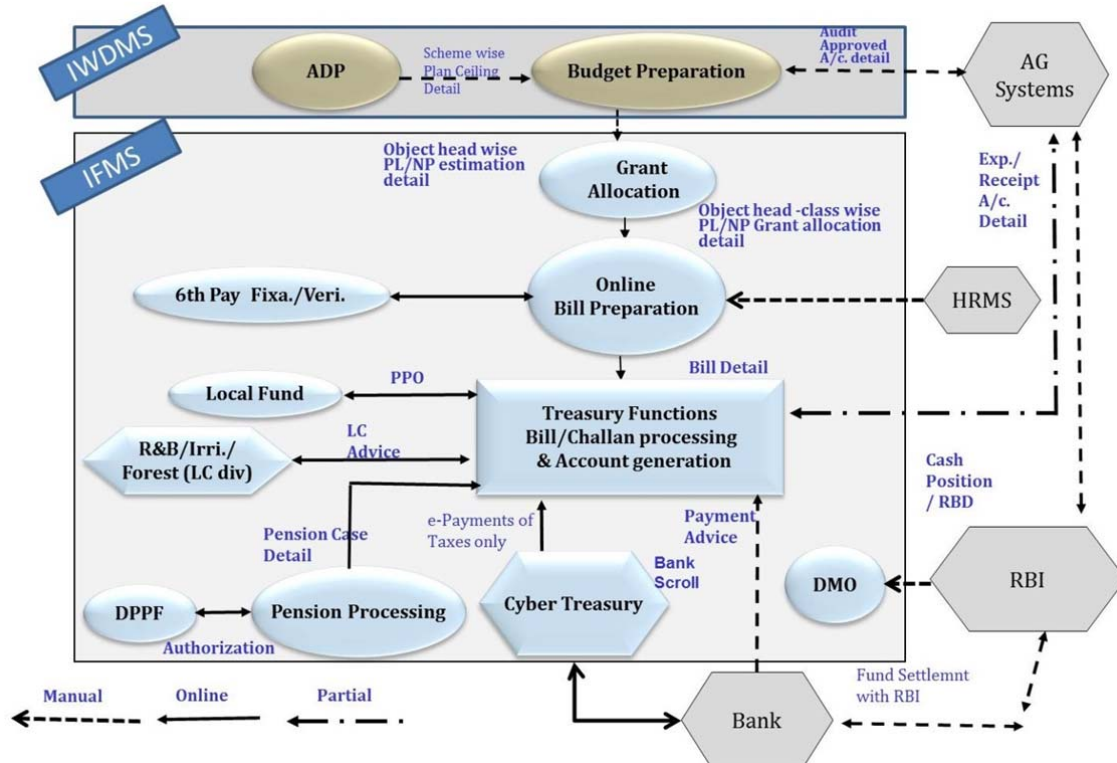 IWDMS
ADP
Scheme wise
Plan Ceiling
Detail
Budget Preparation
Audit
Approved
A/c. detail
AG
Systems
IFMS
Object head wise
PL/NP estimation
detail
Grant
Allocation
Object head -class wise
PL/NP Grant allocation
detail
Exp./
Receipt
A/c.
Detail
6th Pay Fixa./Veri.
Online
Bill Preparation
HRMS
Bill Detail
Local Fund
PPO
Treasury Functions
Bill/Challan processing
& Account generation
R&B/Irri./
Forest (LC div)
LC
Advice
Cash
Position
/ RBD
Pension Case
Detail
e-Payments of
Taxes only
Payment
Advice
Bank
Scroll
DPPF
Authorization
Pension Processing
Cyber Treasury
DMO
RBI
Manual
Online
Partial
Bank
Fund Settlemnt
with RBI